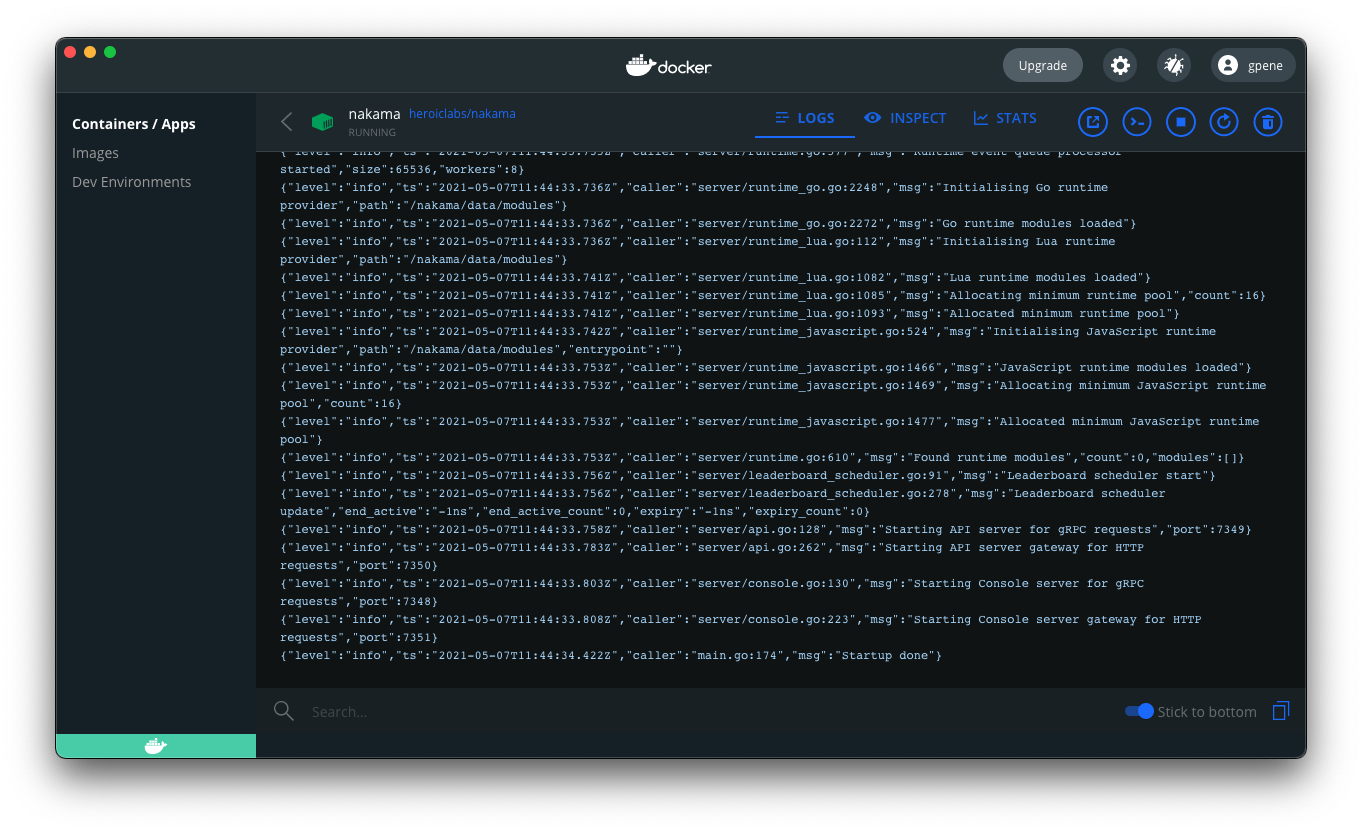 docker
Upgrade
gpene
Containers / Apps
Images
Dev Environments
nakama heroiclabs/nakama
RUNNING
LOGS INSPECT STATS
started","size":65536,"workers":8}
{"level":"info","ts":"2021-05-07T11:44:33.736Z","caller":"server/runtime_go.go:2248","msg":"Initialising Go runtime
provider","path":"/nakama/data/modules"}
{"level":"info","ts":"2021-05-07T11:44:33.736Z","caller":"server/runtime_go.go:2272","msg":"Go runtime modules loaded"}
{"level":"info","ts":"2021-05-07T11:44:33.736Z","caller":"server/runtime_lua.go:112","msg":"Initialising Lua runtime
provider","path":"/nakama/data/modules"}
{"level":"info","ts":"2021-05-07T11:44:33.741Z","caller":"server/runtime_lua.go:1082","msg":"Lua runtime modules loaded"}
{"level":"info","ts":"2021-05-07T11:44:33.741Z","caller":"server/runtime_lua.go:1085","msg":"Allocating minimum runtime pool","count":16}
{"level":"info","ts":"2021-05-07T11:44:33.741Z","caller":"server/runtime_lua.go:1093","msg":"Allocated minimum runtime pool"}
{"level":"info","ts":"2021-05-07T11:44:33.742Z","caller":"server/runtime_javascript.go:524","msg":"Initialising JavaScript runtime
provider","path":"/nakama/data/modules","entrypoint":""}
{"level":"info","ts":"2021-05-07T11:44:33.753Z","caller":"server/runtime_javascript.go:1466","msg":"JavaScript runtime modules loaded"}
{"level":"info","ts":"2021-05-07T11:44:33.753Z","caller":"server/runtime_javascript.go:1469","msg":"Allocating minimum JavaScript runtime
pool","count":16}
{"level":"info","ts":"2021-05-07T11:44:33.753Z","caller":"server/runtime_javascript.go:1477","msg":"Allocated minimum JavaScript runtime
pool"}
{"level":"info","ts":"2021-05-07T11:44:33.753Z","caller":"server/runtime.go:610","msg":"Found runtime modules","count":0,"modules":[]}
{"level":"info","ts":"2021-05-07T11:44:33.756Z","caller":"server/leaderboard_scheduler.go:91","msg":"Leaderboard scheduler start"}
{"level":"info","ts":"2021-05-07T11:44:33.756Z","caller":"server/leaderboard_scheduler.go:278","msg":"Leaderboard scheduler
update","end_active":"-1ns","end_active_count":0,"expiry":"-1ns","expiry_count":0}
{"level":"info","ts":"2021-05-07T11:44:33.758Z","caller":"server/api.go:128","msg":"Starting API server for gRPC requests","port":7349}
{"level":"info","ts":"2021-05-07T11:44:33.783Z","caller":"server/api.go:262","msg":"Starting API server gateway for HTTP
requests","port":7350}
{"level":"info","ts":"2021-05-07T11:44:33.803Z","caller":"server/console.go:130","msg":"Starting Console server for gRPC
requests","port":7348}
{"level":"info","ts":"2021-05-07T11:44:33.808Z","caller":"server/console.go:223","msg":"Starting Console server gateway for HTTP
requests","port":7351}
{"level":"info","ts":"2021-05-07T11:44:34.422Z","caller":"main.go:174","msg":"Startup done"}
Search...
Stick to bottom